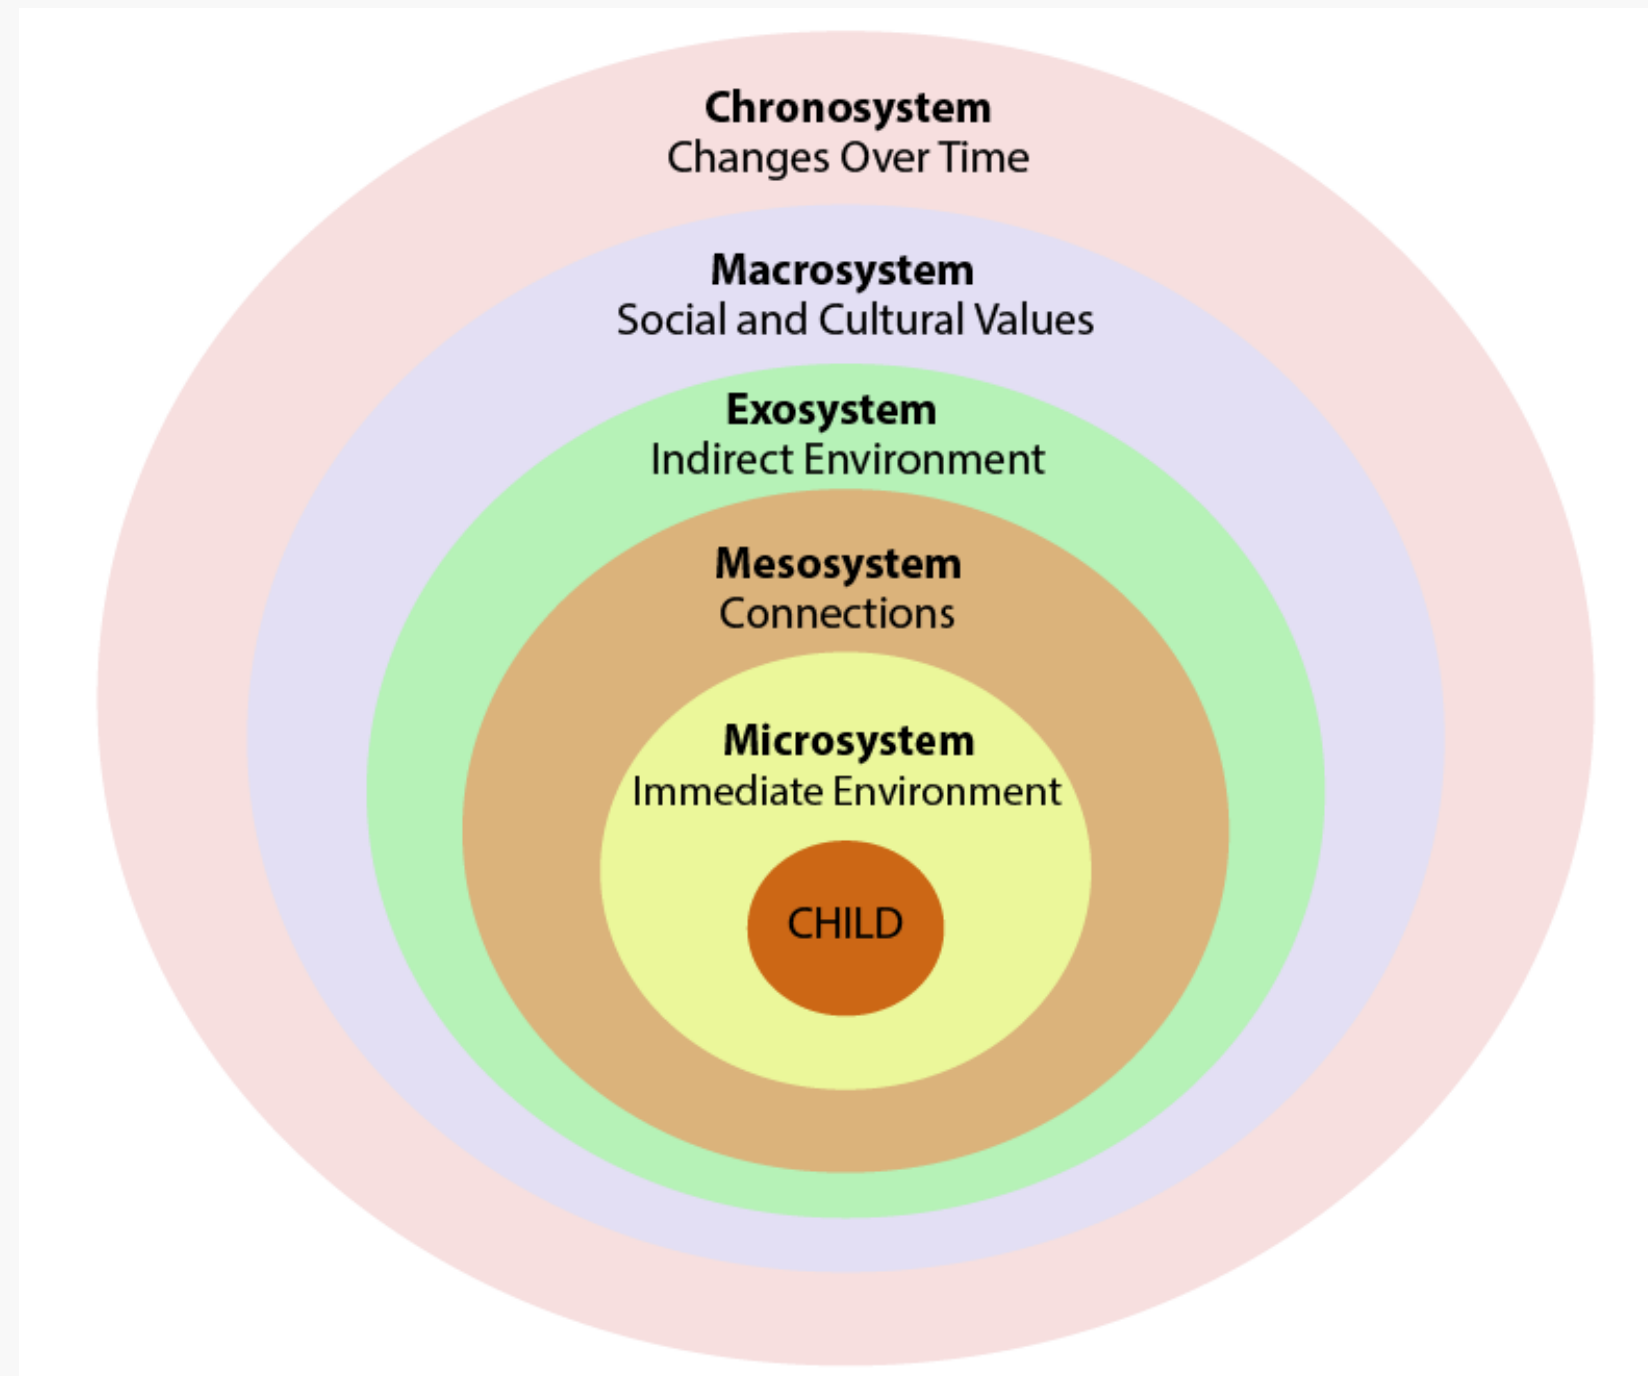 Chronosystem
Changes Over Time
Macrosystem
Social and Cultural Values
Exosystem
Indirect Environment
Mesosystem
Connections
Microsystem
Immediate Environment
CHILD